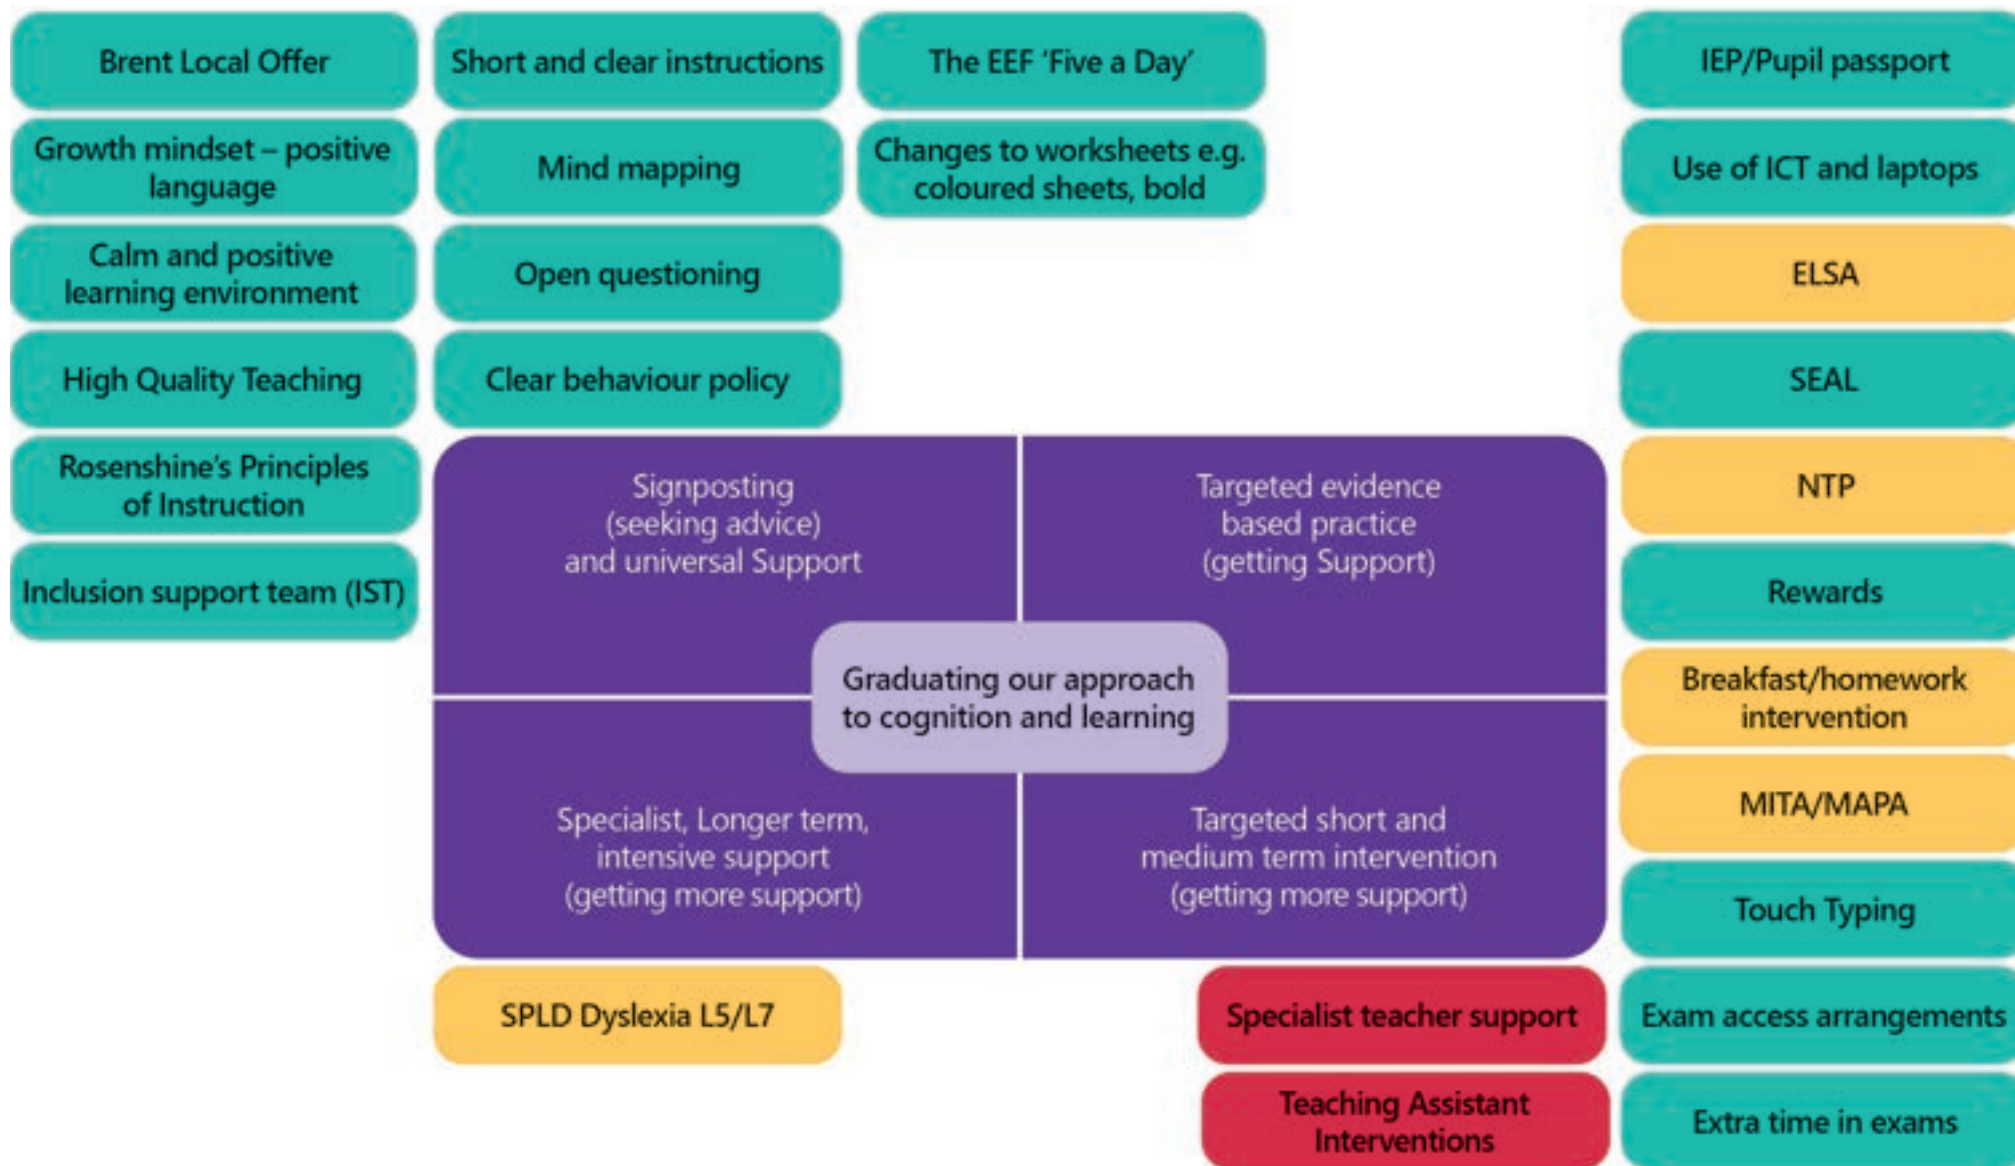 Brent Local Offer
Short and clear instructions
The EEF ‘Five a Day’
IEP/Pupil passport
Growth mindset – positive
language
Mind mapping
Changes to worksheets e.g.
coloured sheets, bold
Use of ICT and laptops
Calm and positive
learning environment
Open questioning
ELSA
High Quality Teaching
Clear behaviour policy
SEAL
Rosenshine’s Principles
of Instruction
Signposting
(seeking advice)
and universal Support
Targeted evidence
based practice
(getting Support)
NTP
Inclusion support team (IST)
Rewards
Graduating our approach
to cognition and learning
Breakfast/homework
intervention
Specialist, Longer term,
intensive support
(getting more support)
Targeted short and
medium term intervention
(getting more support)
MITA/MAPA
Touch Typing
SPLD Dyslexia L5/L7
Specialist teacher support
Exam access arrangements
Teaching Assistant
Interventions
Extra time in exams